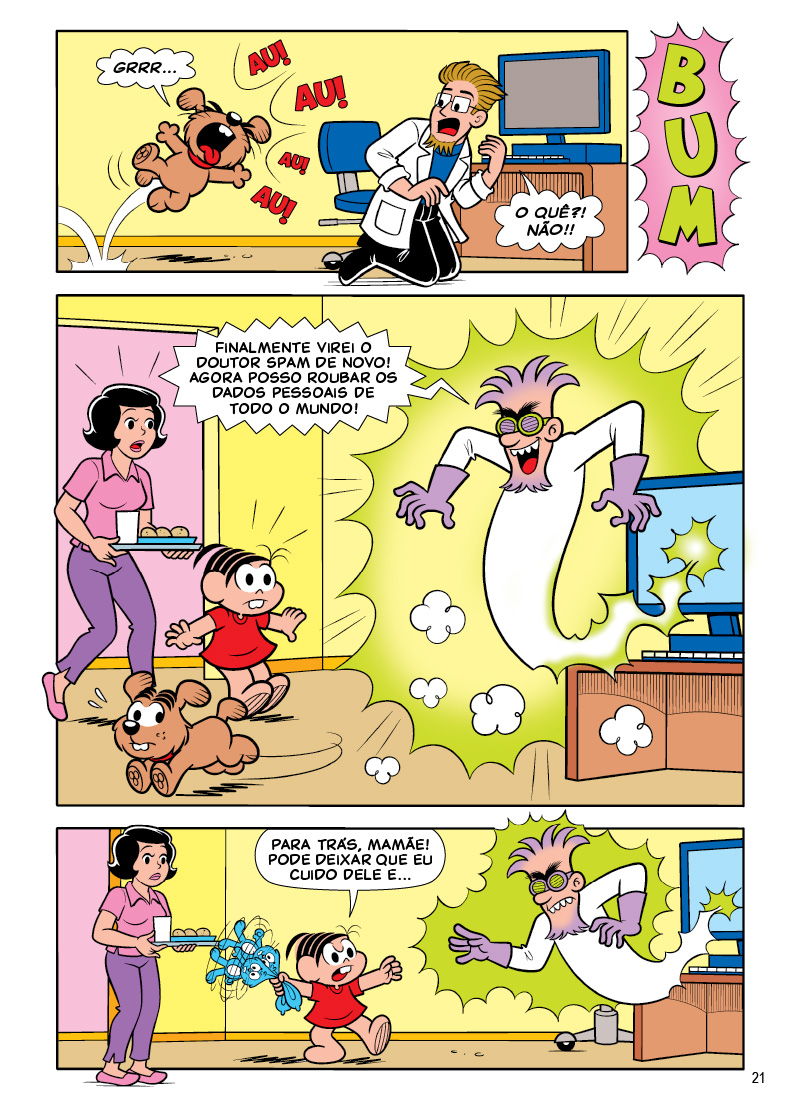 GRRR...
AU!
AU!
AU!
AU!
O QUÊ?!
NÃO!!
BUM
FINALMENTE VIREI O
DOUTOR SPAM DE NOVO!
AGORA POSSO ROUBAR OS
DADOS PESSOAIS DE
TODO O MUNDO!
PARA TRÁS, MAMÃE!
PODE DEIXAR QUE EU
CUIDO DELE E...
21